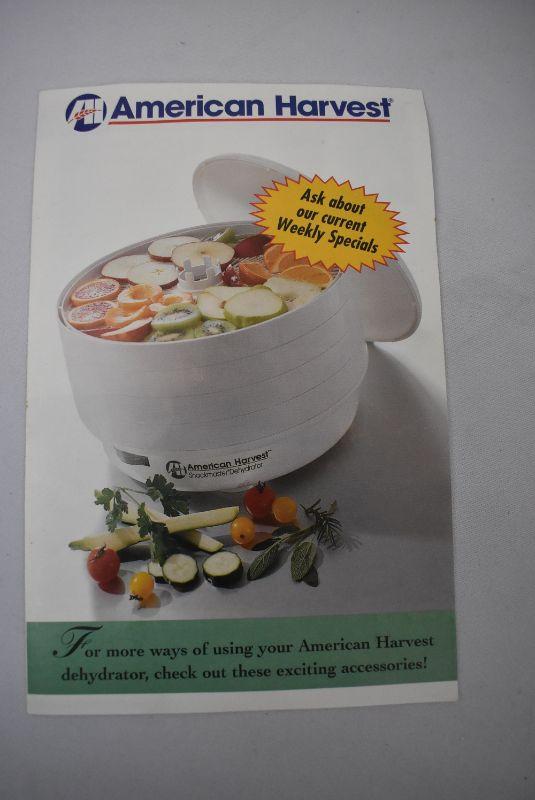 American Harvest®
Ask about
our current
Weekly Specials
American Harvest™
Snackmaster® Dehydrator
For more ways of using your American Harvest
dehydrator, check out these exciting accessories!